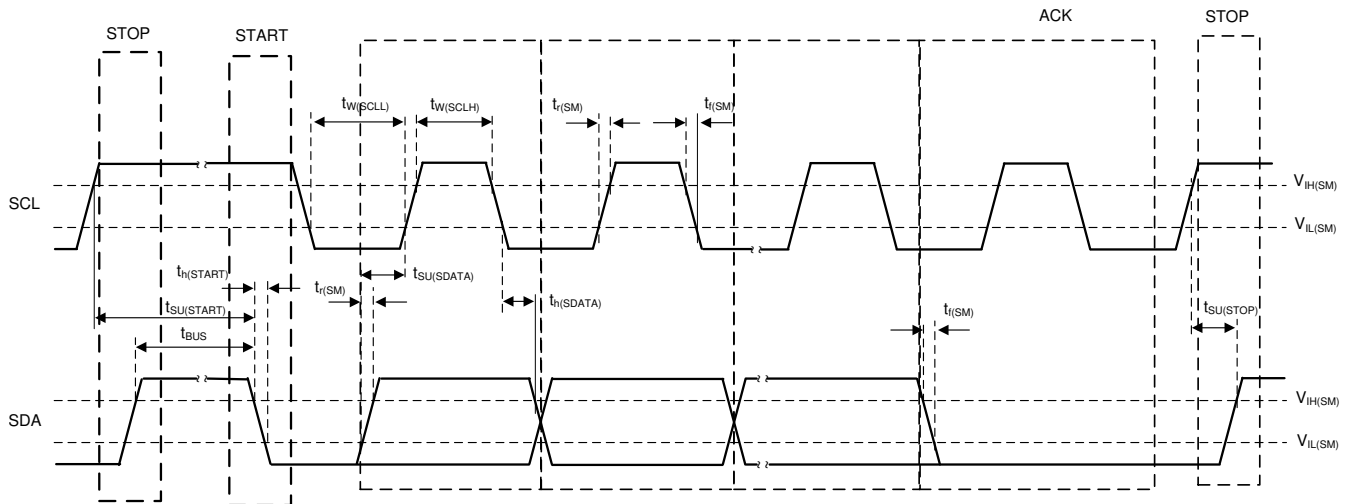 ACK
STOP
START
STOP
tW(SCLL)
tW(SCLH)
tr(SM)
tf(SM)
VIH(SM)
SCL
VIL(SM)
th(START)
tr(SM)
tSU(SDATA)
th(SDATA)
tSU(START)
tf(SM)
tSU(STOP)
tBUS
VIH(SM)
SDA
VIL(SM)